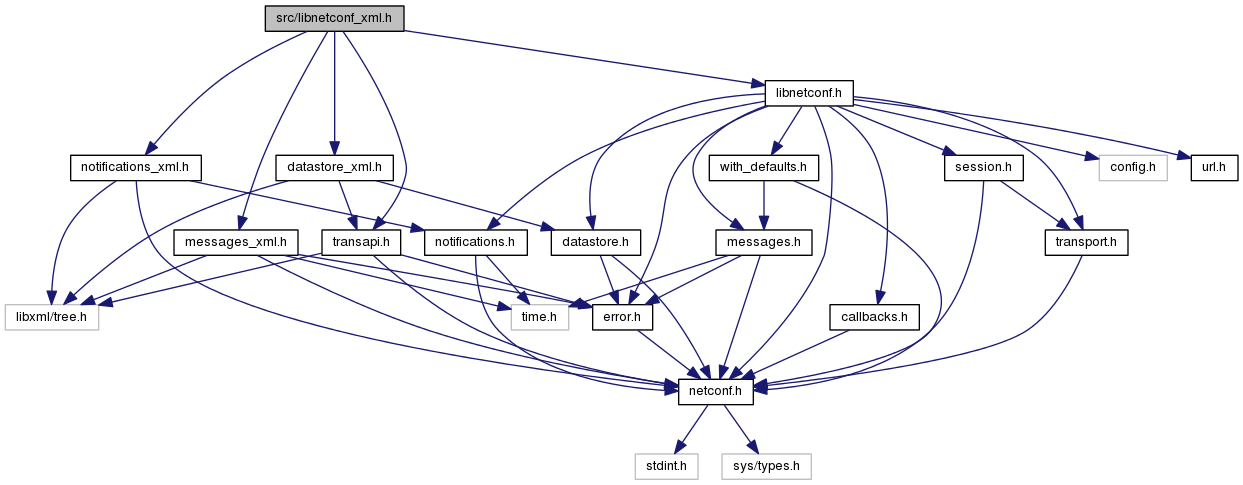 src/libnetconf_xml.h
libnetconf.h
notifications_xml.h
datastore_xml.h
with_defaults.h
session.h
config.h
url.h
messages_xml.h
transapi.h
notifications.h
datastore.h
messages.h
transport.h
libxml/tree.h
time.h
error.h
callbacks.h
netconf.h
stdint.h
sys/types.h